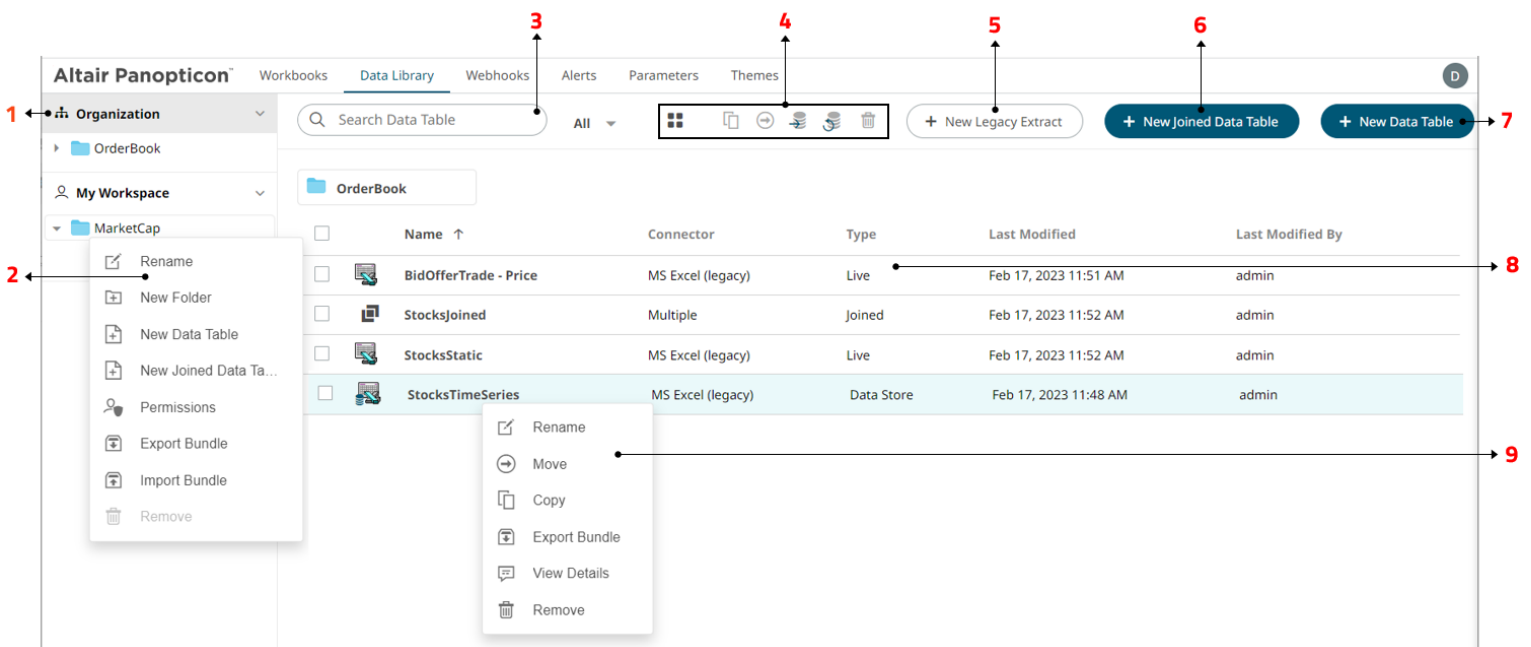 3 4 5 6
Altair Panopticon™ Workbooks Data Library Webhooks Alerts Parameters Themes D
1 Organization Search Data Table All + New Legacy Extract + New Joined Data Table + New Data Table 7
OrderBook
My Workspace OrderBook
MarketCap Name ↑ Connector Type Last Modified Last Modified By
2 Rename BidOfferTrade - Price MS Excel (legacy) Live Feb 17, 2023 11:51 AM admin 8
New Folder StocksJoined Multiple Joined Feb 17, 2023 11:52 AM admin
New Data Table
New Joined Data Ta... StocksStatic MS Excel (legacy) Live Feb 17, 2023 11:52 AM admin
Permissions StocksTimeSeries MS Excel (legacy) Data Store Feb 17, 2023 11:48 AM admin
Export Bundle Rename 9
Import Bundle Move
Remove Copy
Export Bundle
View Details
Remove